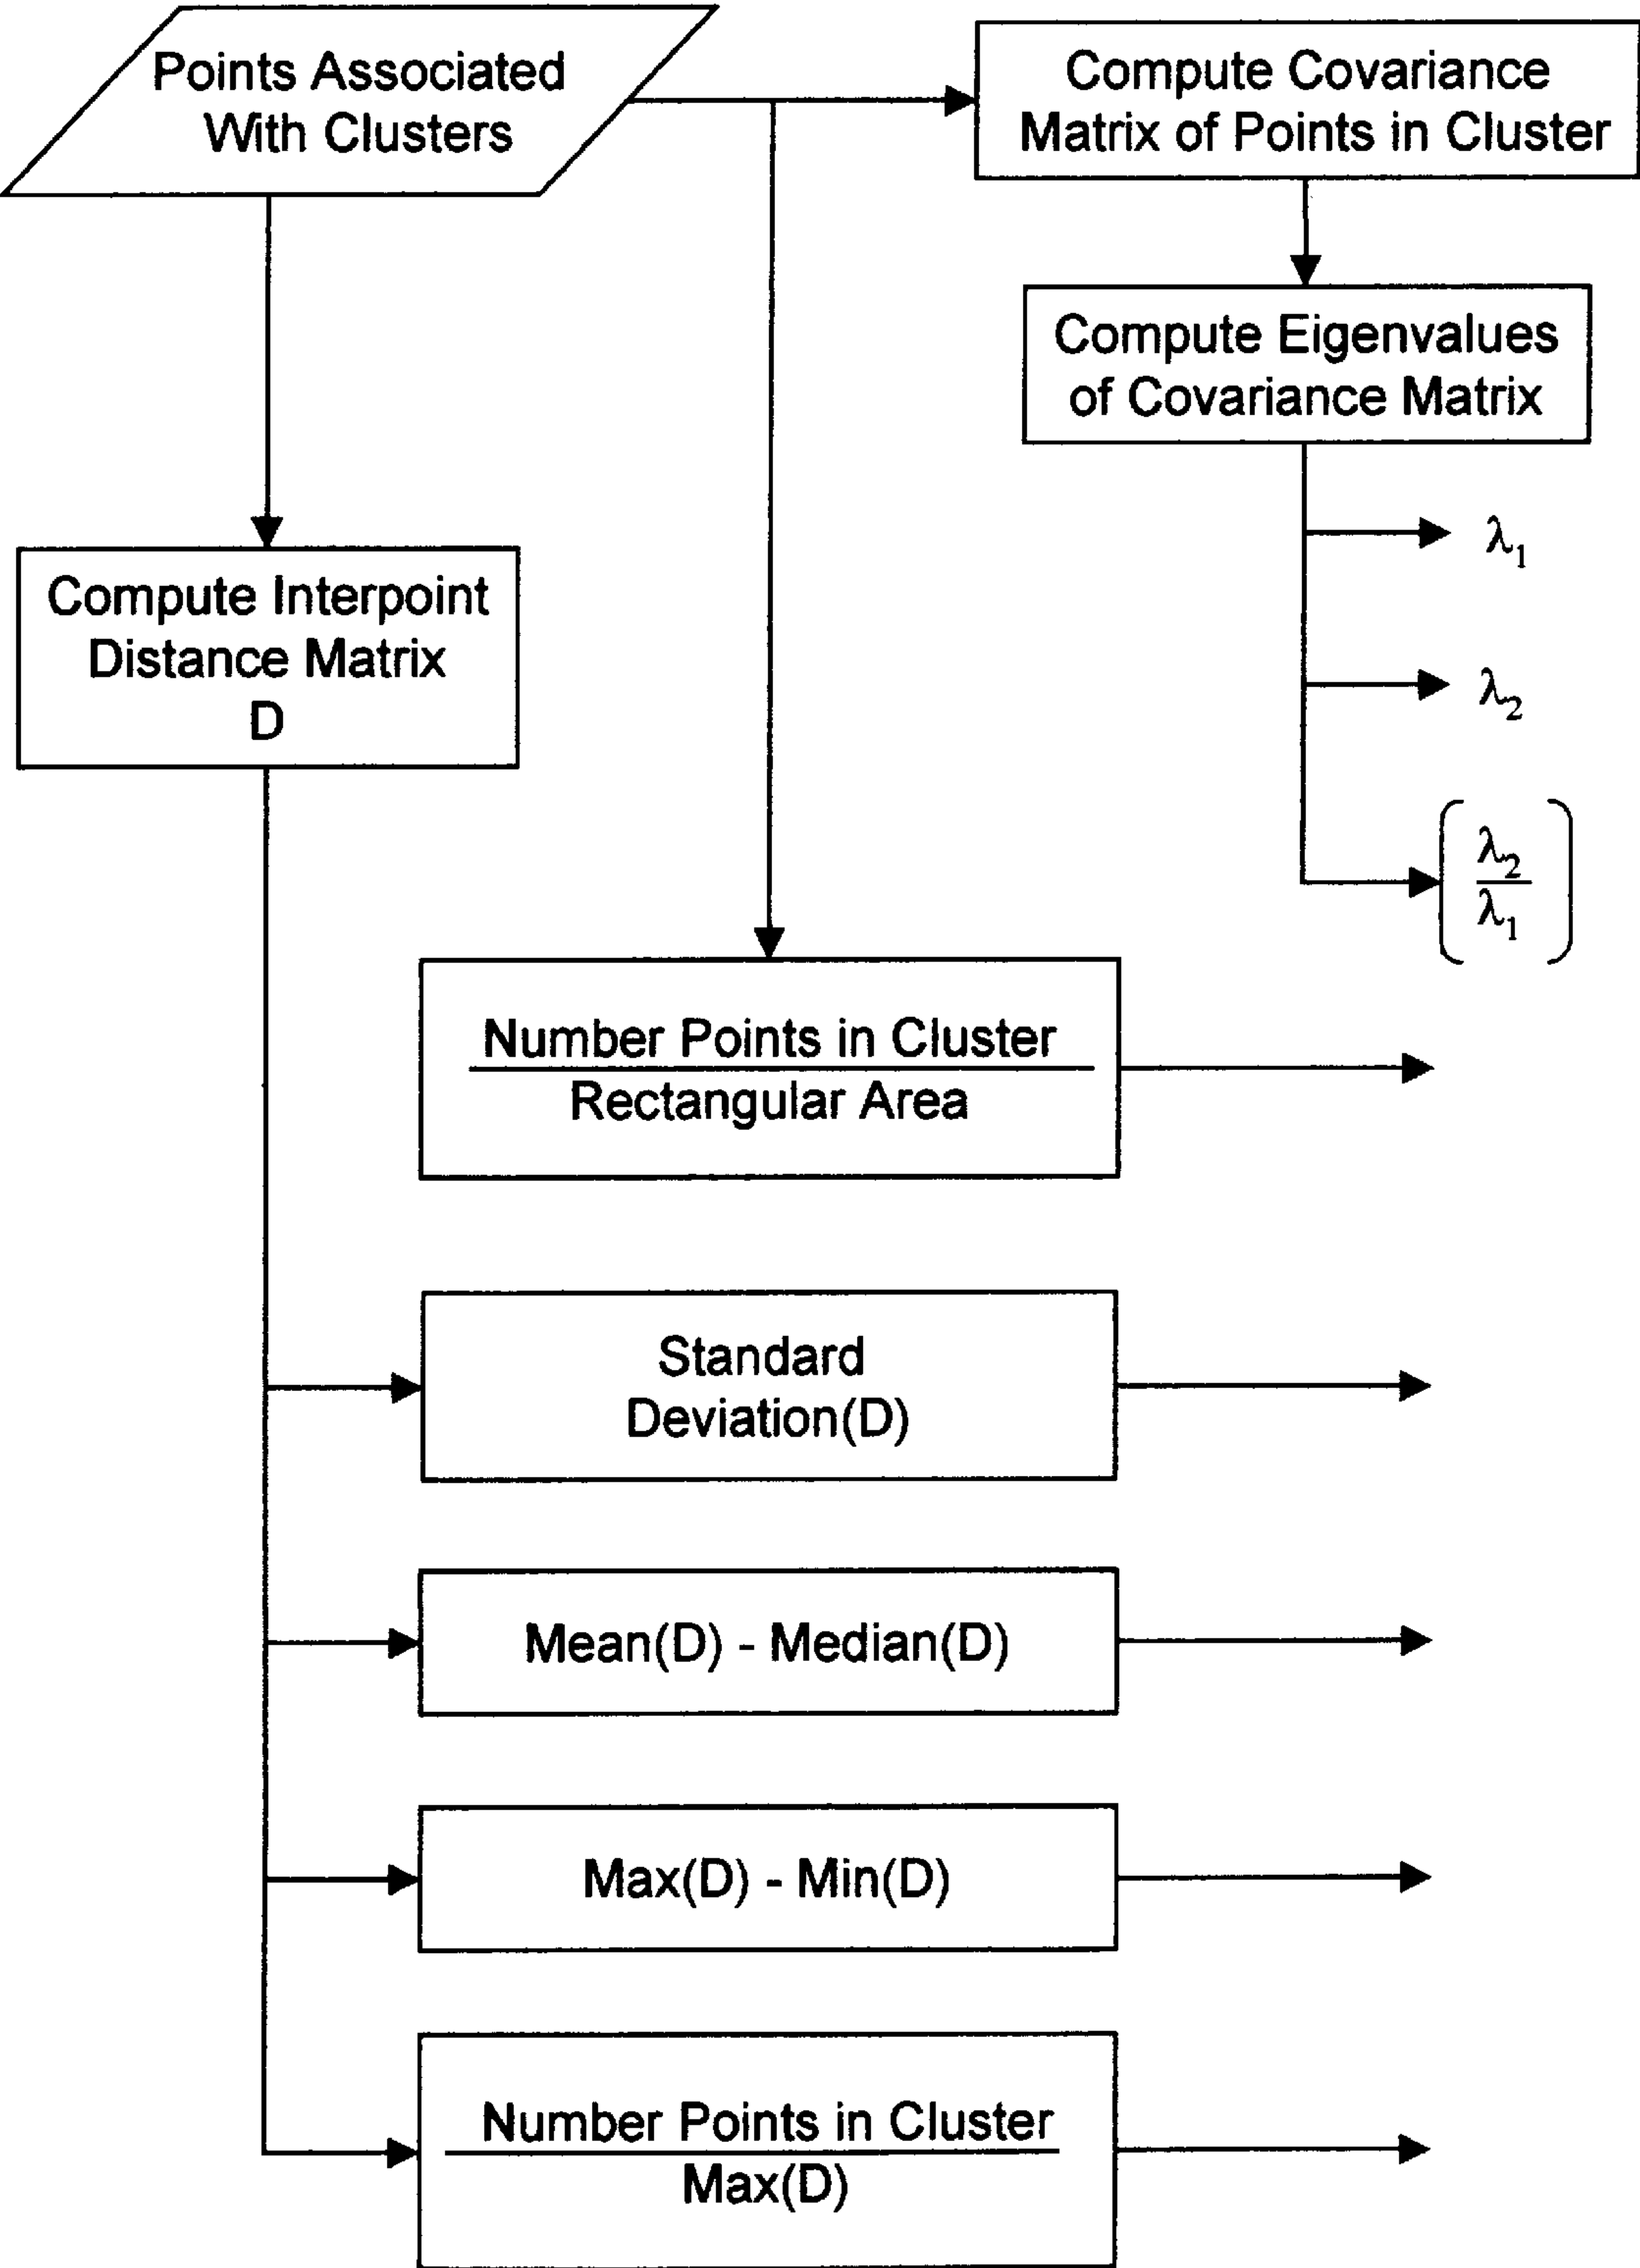 Points Associated
With Clusters
Compute Covariance
Matrix of Points in Cluster
Compute Eigenvalues
of Covariance Matrix
λ₁
λ₂
λ₂
λ₁
Compute Interpoint
Distance Matrix
D
Number Points in Cluster
Rectangular Area
Standard
Deviation(D)
Mean(D) - Median(D)
Max(D) - Min(D)
Number Points in Cluster
Max(D)